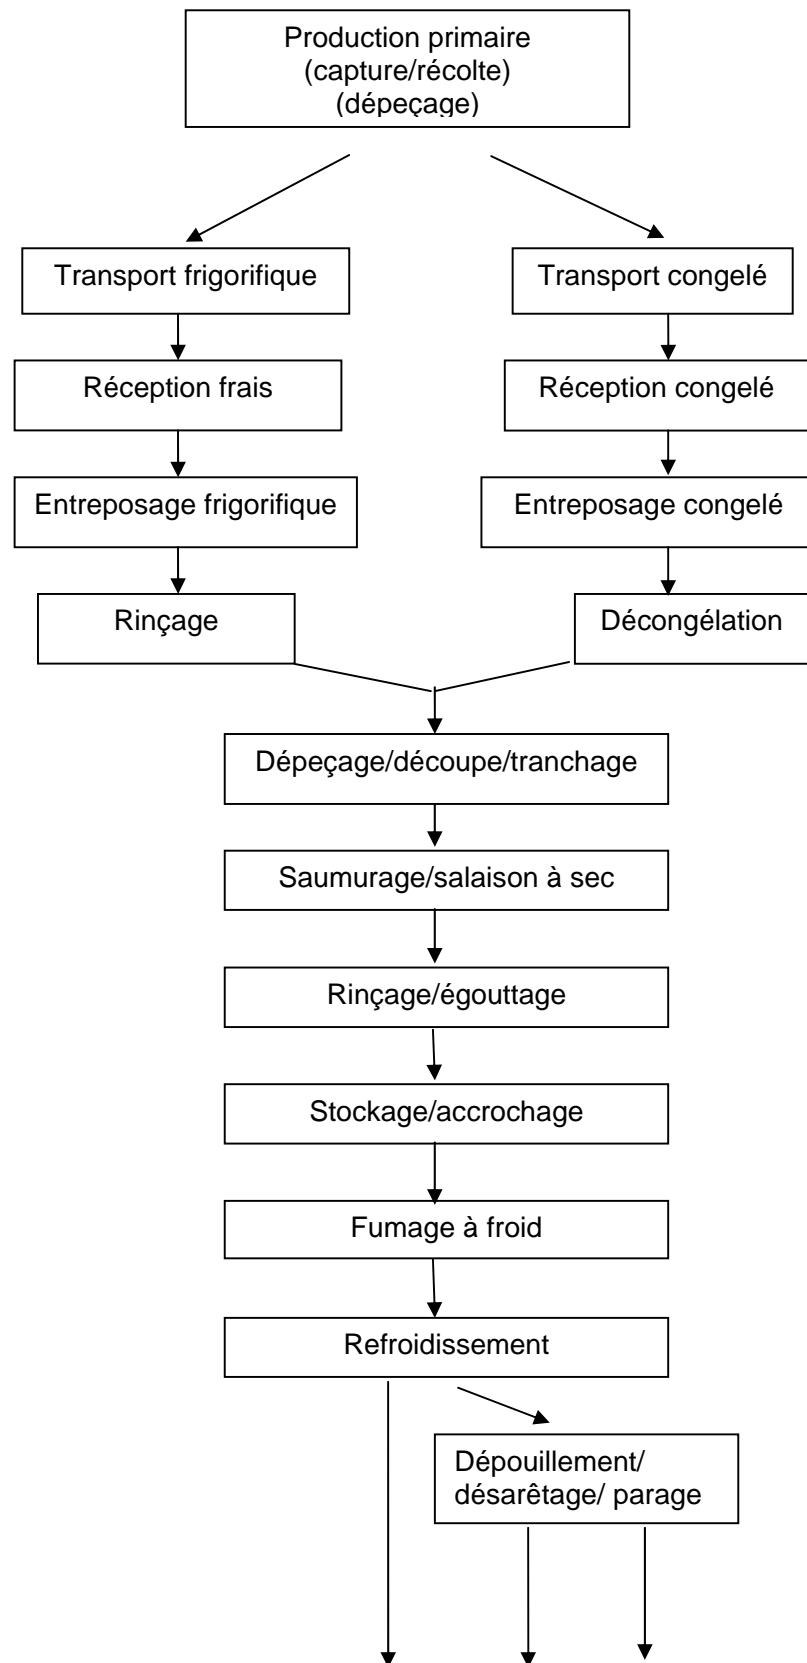 Production primaire
(capture/récolte)
(dépeçage)
Transport frigorifique
Transport congelé
Réception frais
Réception congelé
Entreposage frigorifique
Entreposage congelé
Rinçage
Décongélation
Dépeçage/découpe/tranchage
Saumurage/salaison à sec
Rinçage/égouttage
Stockage/accrochage
Fumage à froid
Refroidissement
Dépouillement/
désarêtage/ parage